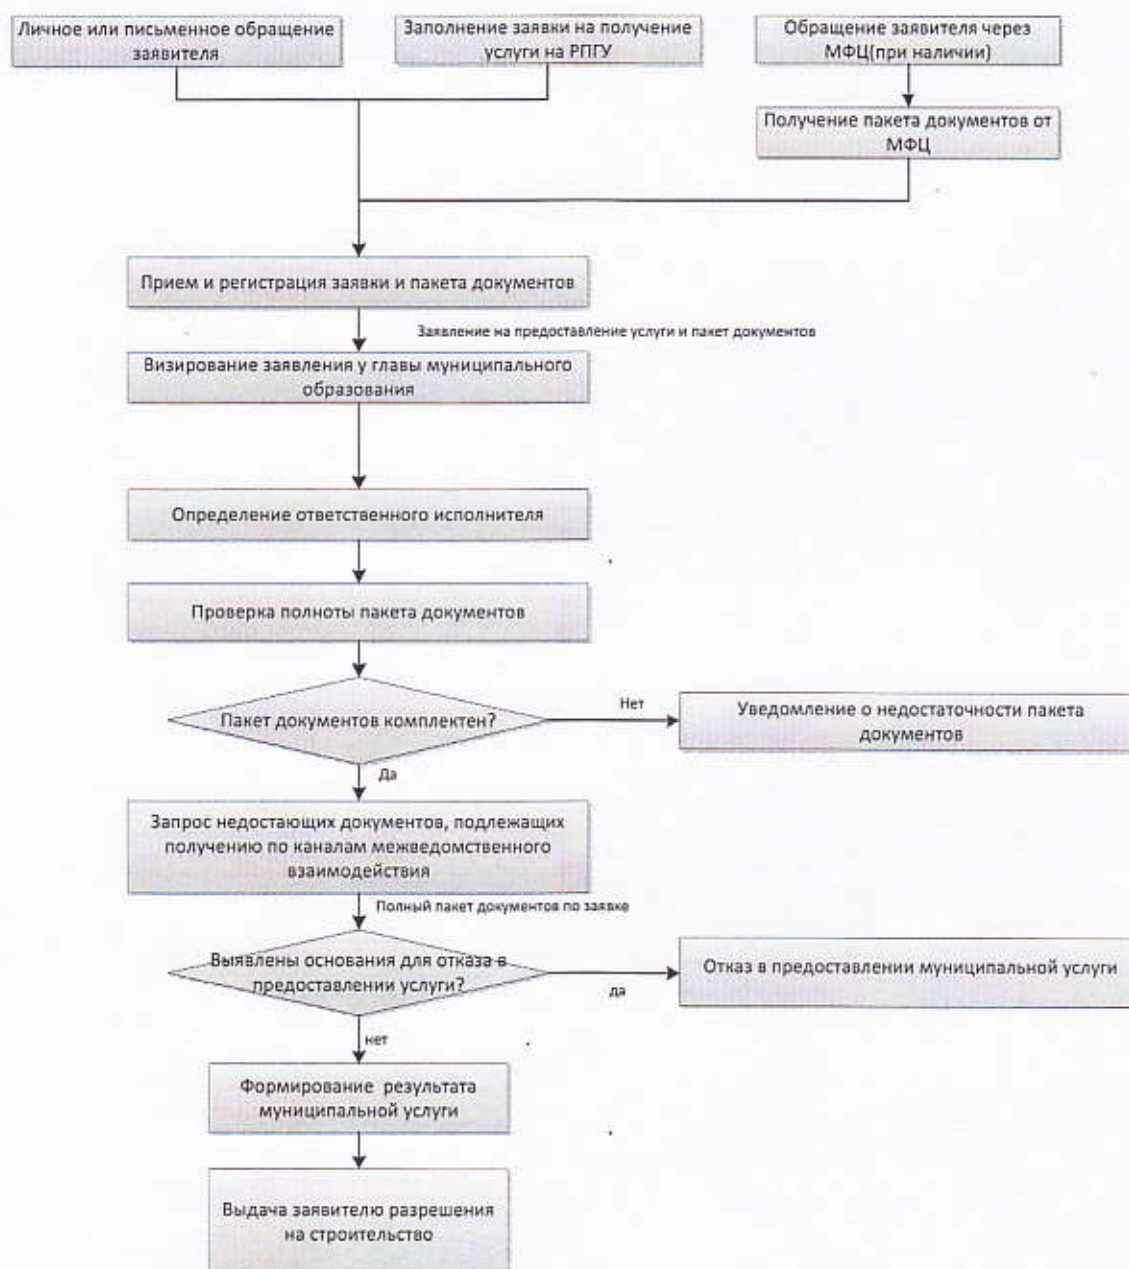 Личное или письменное обращение
заявителя
Заполнение заявки на получение
услуги на РПГУ
Обращение заявителя через
МФЦ(при наличии)
Получение пакета документов от
МФЦ
Прием и регистрация заявки и пакета документов
Заявление на предоставление услуги и пакет документов
Визирование заявления у главы муниципального
образования
Определение ответственного исполнителя
Проверка полноты пакета документов
Пакет документов комплектен?
Нет
Уведомление о недостаточности пакета
документов
Да
Запрос недостающих документов, подлежащих
получению по каналам межведомственного
взаимодействия
Полный пакет документов по заявке
Выявлены основания для отказа в
предоставлении услуги?
да
Отказ в предоставлении муниципальной услуги
нет
Формирование результата
муниципальной услуги
Выдача заявителю разрешения
на строительство